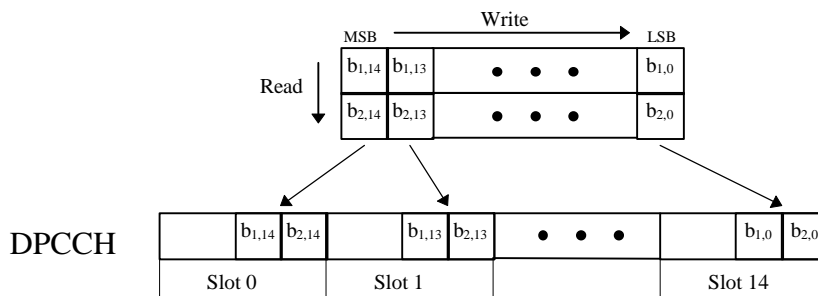 Write
MSB LSB
b1,14 b1,13 • • • b1,0
Read
b2,14 b2,13 • • • b2,0
DPCCH b1,14 b2,14 b1,13 b2,13 • • • b1,0 b2,0
Slot 0 Slot 1 Slot 14